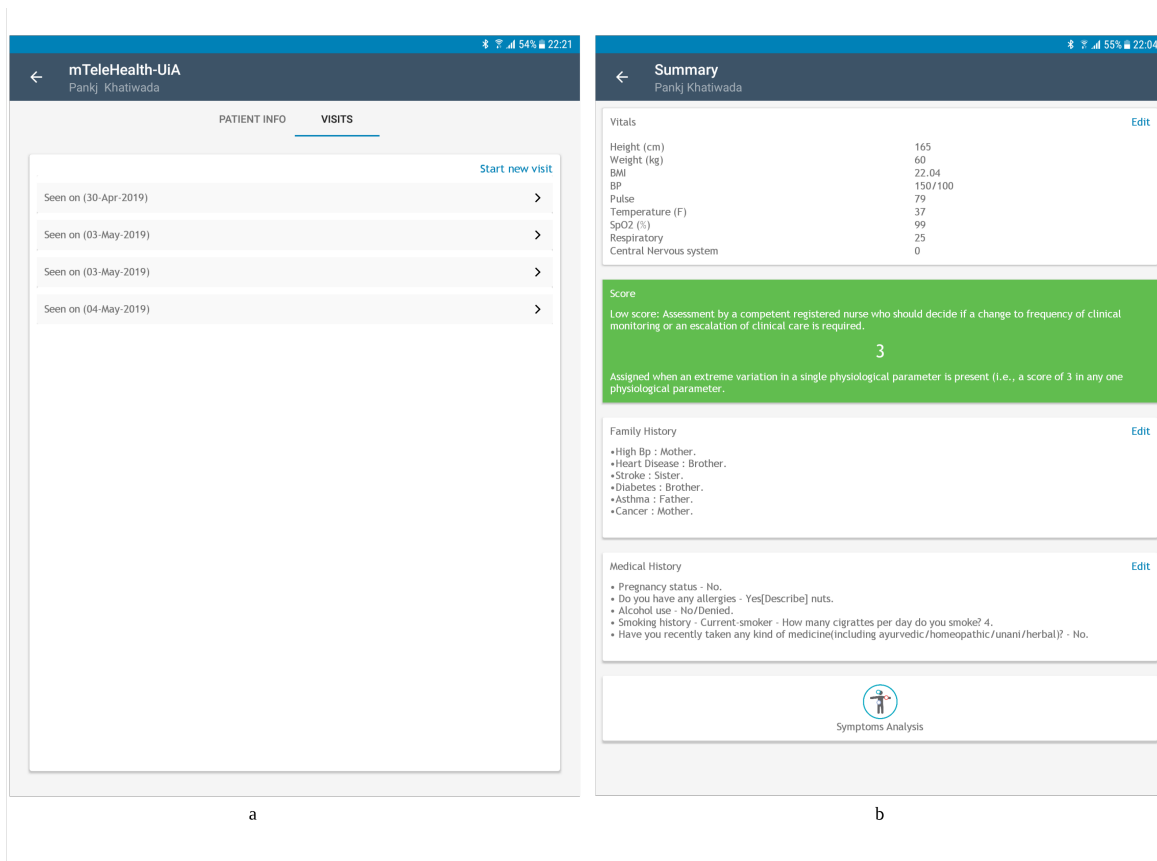 54% 22:21
mTeleHealth-UiA
Pankj Khatiwada
PATIENT INFO VISITS
Start new visit
Seen on (30-Apr-2019)
Seen on (03-May-2019)
Seen on (03-May-2019)
Seen on (04-May-2019)
a
55% 22:04
Summary
Pankj Khatiwada
Vitals Edit
Height (cm) 165
Weight (kg) 60
BMI 22.04
BP 150/100
Pulse 79
Temperature (F) 37
SpO2 (%) 99
Respiratory 25
Central Nervous system 0
Score
Low score: Assessment by a competent registered nurse who should decide if a change to frequency of clinical
monitoring or an escalation of clinical care is required.
3
Assigned when an extreme variation in a single physiological parameter is present (i.e., a score of 3 in any one
physiological parameter.
Family History Edit
•High Bp : Mother.
•Heart Disease : Brother.
•Stroke : Sister.
•Diabetes : Brother.
•Asthma : Father.
•Cancer : Mother.
Medical History Edit
• Pregnancy status - No.
• Do you have any allergies - Yes[Describe] nuts.
• Alcohol use - No/Denied.
• Smoking history - Current-smoker - How many cigrattes per day do you smoke? 4.
• Have you recently taken any kind of medicine(including ayurvedic/homeopathic/unani/herbal)? - No.
Symptoms Analysis
b